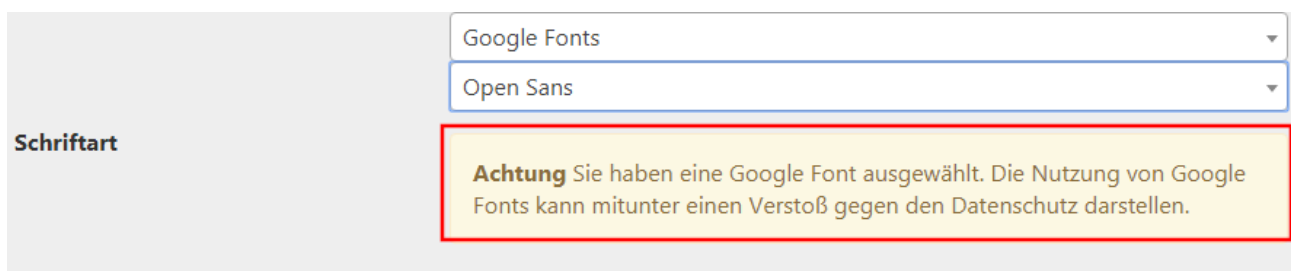 Google Fonts
Open Sans
Schriftart
Achtung Sie haben eine Google Font ausgewählt. Die Nutzung von Google
Fonts kann mitunter einen Verstoß gegen den Datenschutz darstellen.